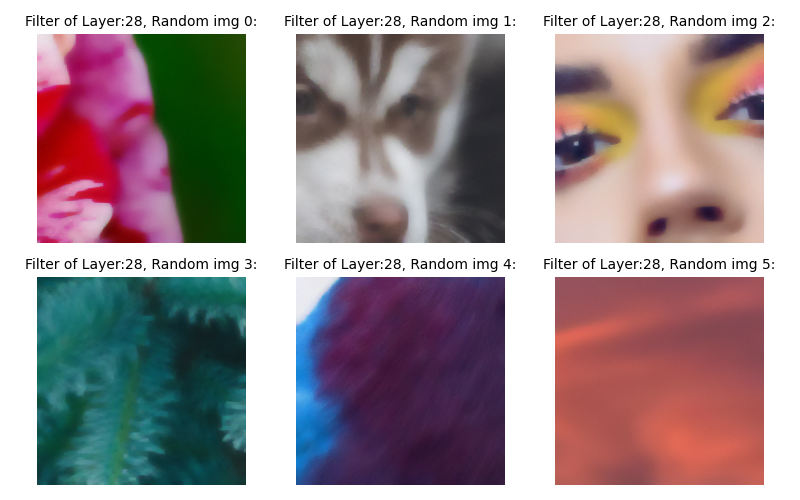 Filter of Layer:28, Random img 0:
Filter of Layer:28, Random img 1:
Filter of Layer:28, Random img 2:
Filter of Layer:28, Random img 3:
Filter of Layer:28, Random img 4:
Filter of Layer:28, Random img 5: